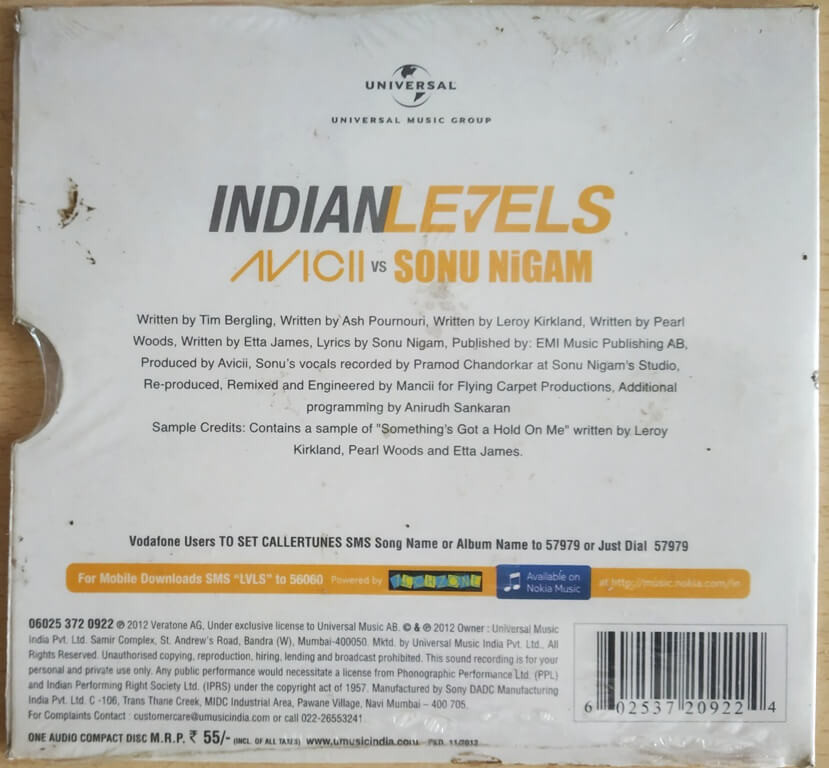 UNIVERSAL
UNIVERSAL MUSIC GROUP
INDIAN LE7ELS
AVICII VS SONU NiGAM
Written by Tim Bergling, Written by Ash Pournouri, Written by Leroy Kirkland, Written by Pearl
Woods, Written by Etta James, Lyrics by Sonu Nigam, Published by: EMI Music Publishing AB,
Produced by Avicii, Sonu's vocals recorded by Pramod Chandorkar at Sonu Nigam's Studio,
Re-produced, Remixed and Engineered by Mancii for Flying Carpet Productions, Additional
programming by Anirudh Sankaran
Sample Credits: Contains a sample of "Something's Got a Hold On Me" written by Leroy
Kirkland, Pearl Woods and Etta James.
Vodafone Users TO SET CALLERTUNES SMS Song Name or Album Name to 57979 or Just Dial 57979
For Mobile Downloads SMS "LVLS" to 56060 Powered by
Available on
Nokia Music
at http://music.nokia.com/in
06025 372 0922 ℗ 2012 Veratone AG, Under exclusive license to Universal Music AB. © & ℗ 2012 Owner : Universal Music
India Pvt. Ltd. Samir Complex, St. Andrew's Road, Bandra (W), Mumbai-400050. Mktd. by Universal Music India Pvt. Ltd., All
Rights Reserved. Unauthorised copying, reproduction, hiring, lending and broadcast prohibited. This sound recording is for your
personal and private use only. Any public performance would necessitate a license from Phonographic Performance Ltd. (PPL)
and Indian Performing Right Society Ltd. (IPRS) under the copyright act of 1957. Manufactured by Sony DADC Manufacturing
India Pvt. Ltd. C -106, Trans Thane Creek, MIDC Industrial Area, Pawane Village, Navi Mumbai – 400 705.
For Complaints Contact : customercare@umusicindia.com or call 022-26553241
ONE AUDIO COMPACT DISC M.R.P. ₹ 55/- (INCL. OF ALL TAXES) www.umusicindia.com 11/2012
6 02537 20922 4